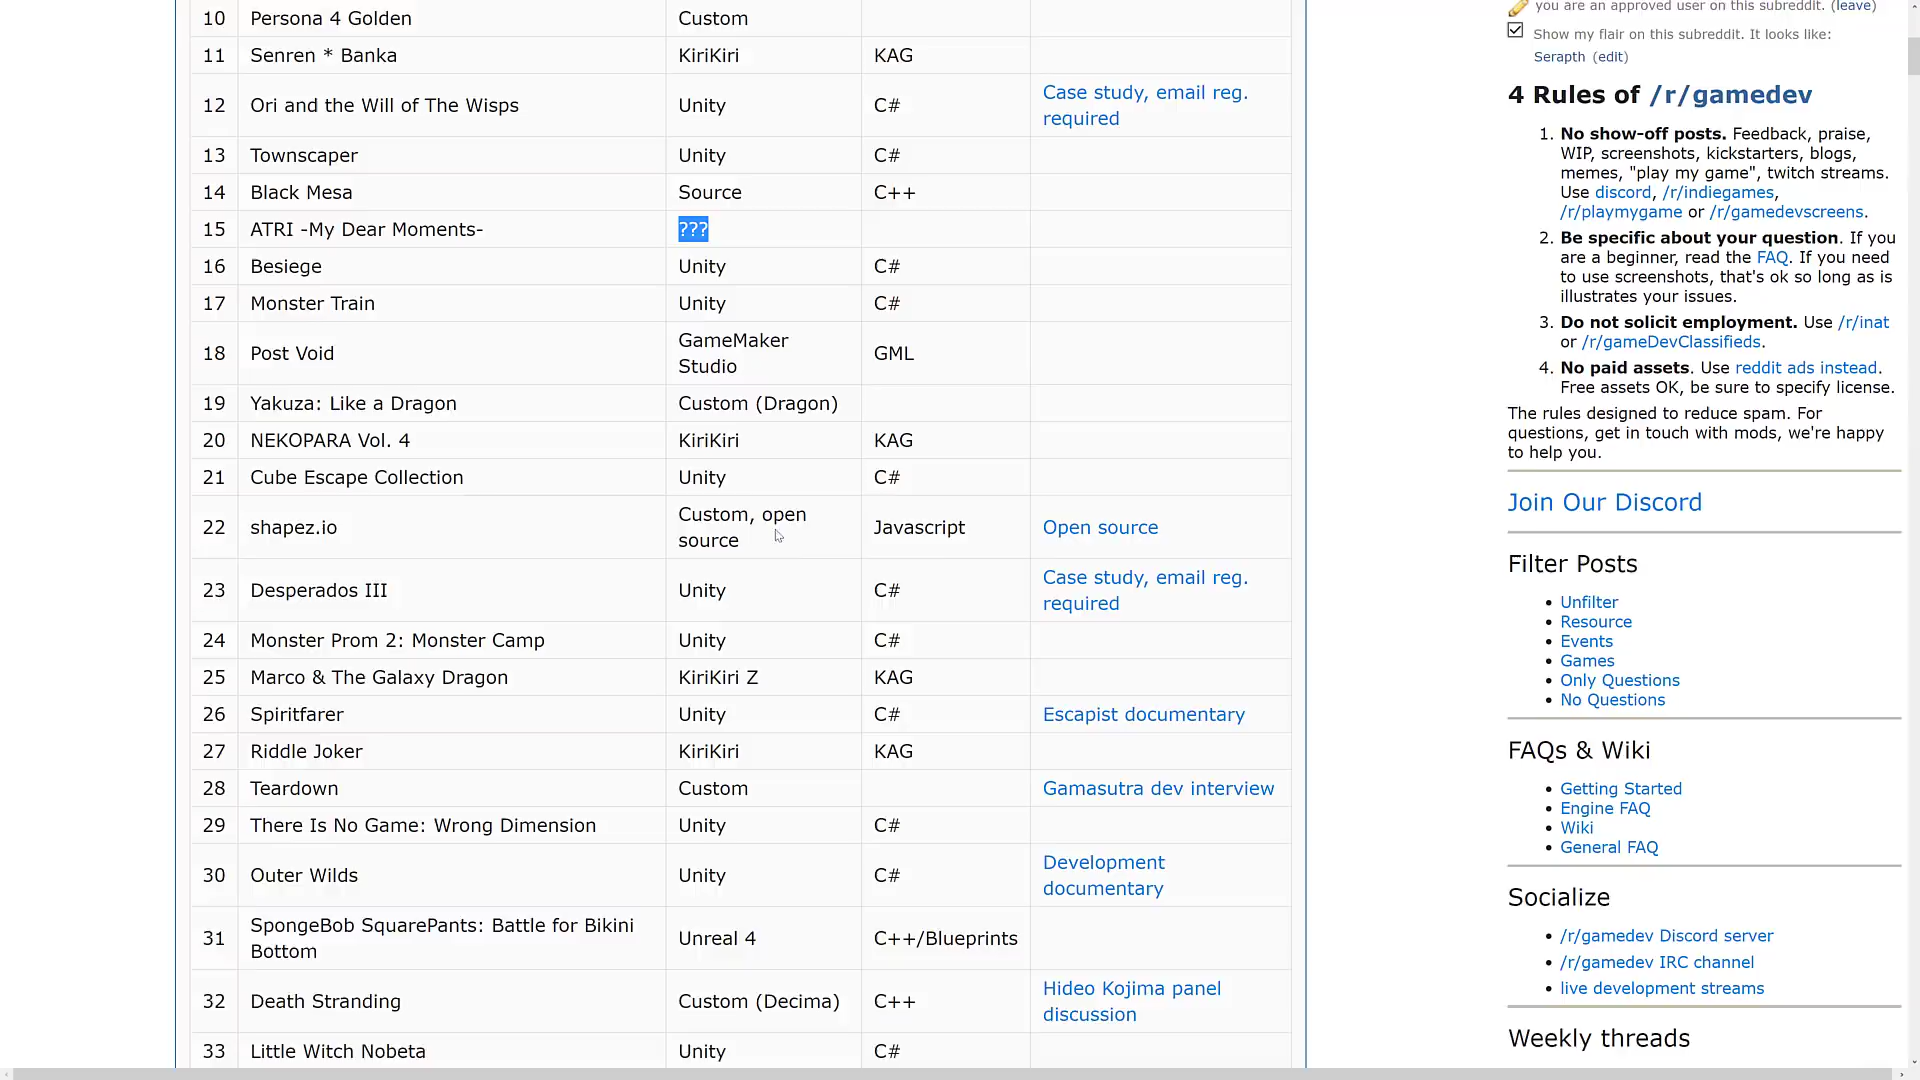 10 Persona 4 Golden Custom
11 Senren * Banka KiriKiri KAG
12 Ori and the Will of The Wisps Unity C# Case study, email reg.
required
13 Townscaper Unity C#
14 Black Mesa Source C++
15 ATRI -My Dear Moments- ???
16 Besiege Unity C#
17 Monster Train Unity C#
18 Post Void GameMaker
Studio GML
19 Yakuza: Like a Dragon Custom (Dragon)
20 NEKOPARA Vol. 4 KiriKiri KAG
21 Cube Escape Collection Unity C#
22 shapez.io Custom, open
source Javascript Open source
23 Desperados III Unity C# Case study, email reg.
required
24 Monster Prom 2: Monster Camp Unity C#
25 Marco & The Galaxy Dragon KiriKiri Z KAG
26 Spiritfarer Unity C# Escapist documentary
27 Riddle Joker KiriKiri KAG
28 Teardown Custom Gamasutra dev interview
29 There Is No Game: Wrong Dimension Unity C#
30 Outer Wilds Unity C# Development
documentary
31 SpongeBob SquarePants: Battle for Bikini
Bottom Unreal 4 C++/Blueprints
32 Death Stranding Custom (Decima) C++ Hideo Kojima panel
discussion
33 Little Witch Nobeta Unity C#
you are an approved user on this subreddit. (leave)
Show my flair on this subreddit. It looks like:
Serapth (edit)
4 Rules of /r/gamedev
1. No show-off posts. Feedback, praise,
WIP, screenshots, kickstarters, blogs,
memes, "play my game", twitch streams.
Use discord, /r/indiegames,
/r/playmygame or /r/gamedevscreens.
2. Be specific about your question. If you
are a beginner, read the FAQ. If you need
to use screenshots, that's ok so long as is
illustrates your issues.
3. Do not solicit employment. Use /r/inat
or /r/gameDevClassifieds.
4. No paid assets. Use reddit ads instead.
Free assets OK, be sure to specify license.
The rules designed to reduce spam. For
questions, get in touch with mods, we're happy
to help you.
Join Our Discord
Filter Posts
Unfilter
Resource
Events
Games
Only Questions
No Questions
FAQs & Wiki
Getting Started
Engine FAQ
Wiki
General FAQ
Socialize
/r/gamedev Discord server
/r/gamedev IRC channel
live development streams
Weekly threads